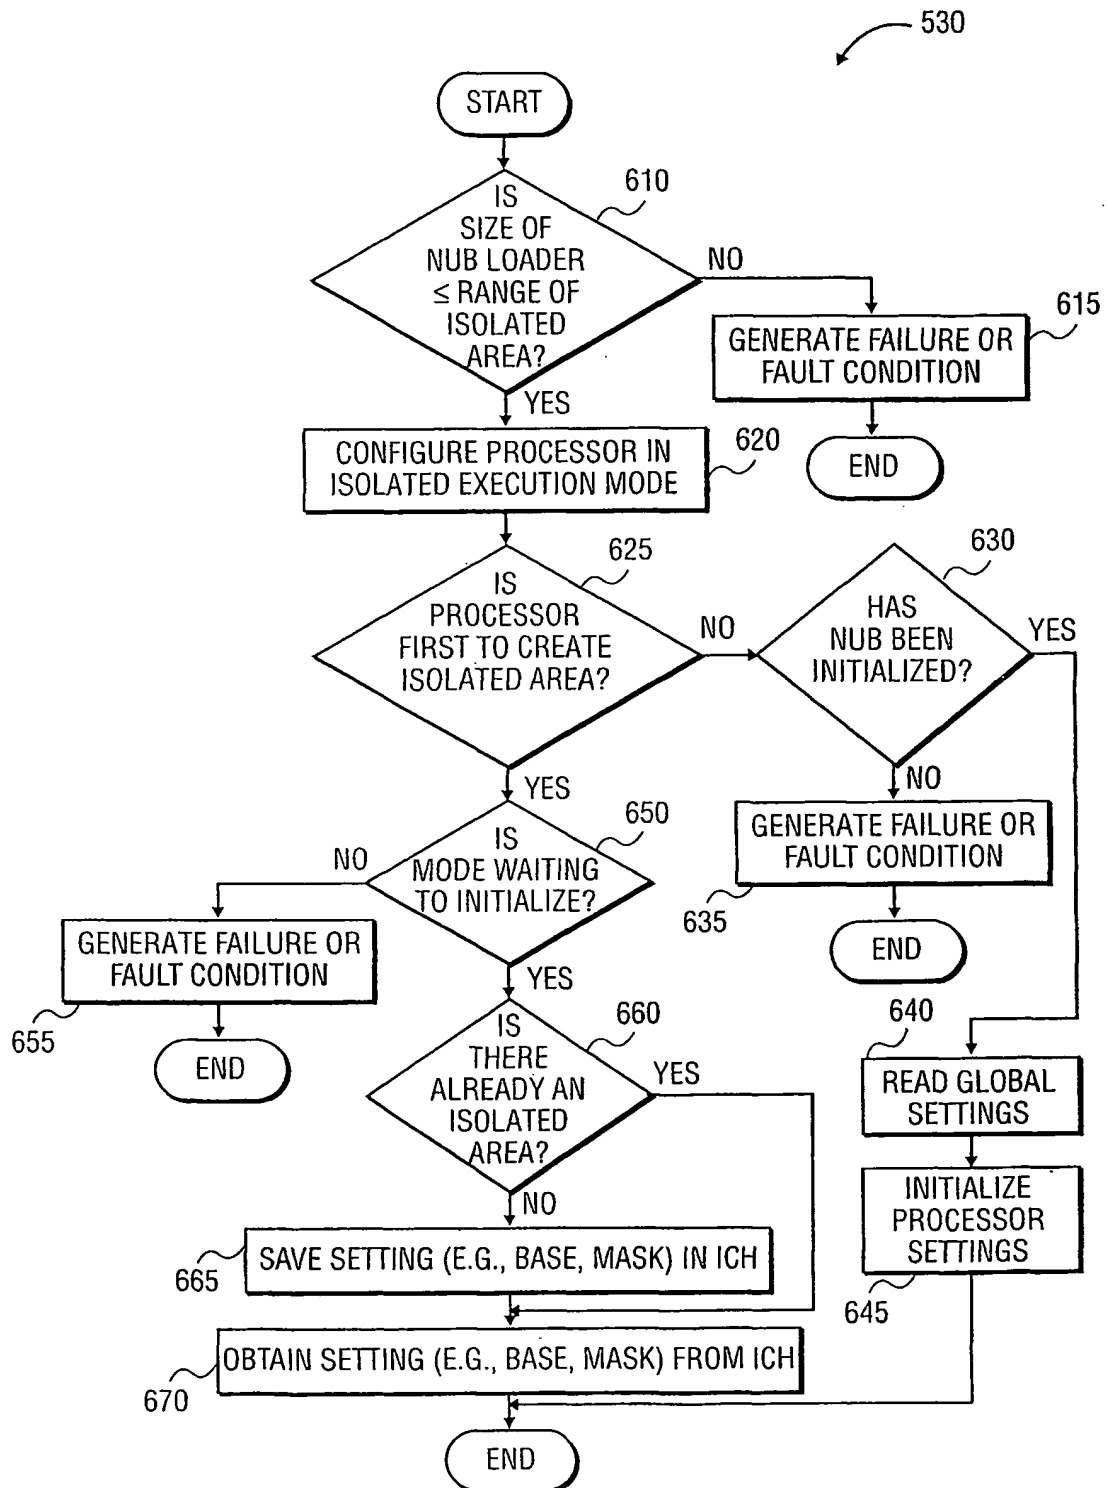 530
START
610
IS
SIZE OF
NUB LOADER
≤ RANGE OF
ISOLATED
AREA?
NO
615
GENERATE FAILURE OR
FAULT CONDITION
END
YES
CONFIGURE PROCESSOR IN
ISOLATED EXECUTION MODE
620
625
IS
PROCESSOR
FIRST TO CREATE
ISOLATED AREA?
NO
630
HAS
NUB BEEN
INITIALIZED?
YES
NO
GENERATE FAILURE OR
FAULT CONDITION
635
END
YES
650
IS
MODE WAITING
TO INITIALIZE?
NO
GENERATE FAILURE OR
FAULT CONDITION
655
END
YES
660
IS
THERE
ALREADY AN
ISOLATED
AREA?
YES
640
READ GLOBAL
SETTINGS
INITIALIZE
PROCESSOR
SETTINGS
645
NO
SAVE SETTING (E.G., BASE, MASK) IN ICH
665
OBTAIN SETTING (E.G., BASE, MASK) FROM ICH
670
END